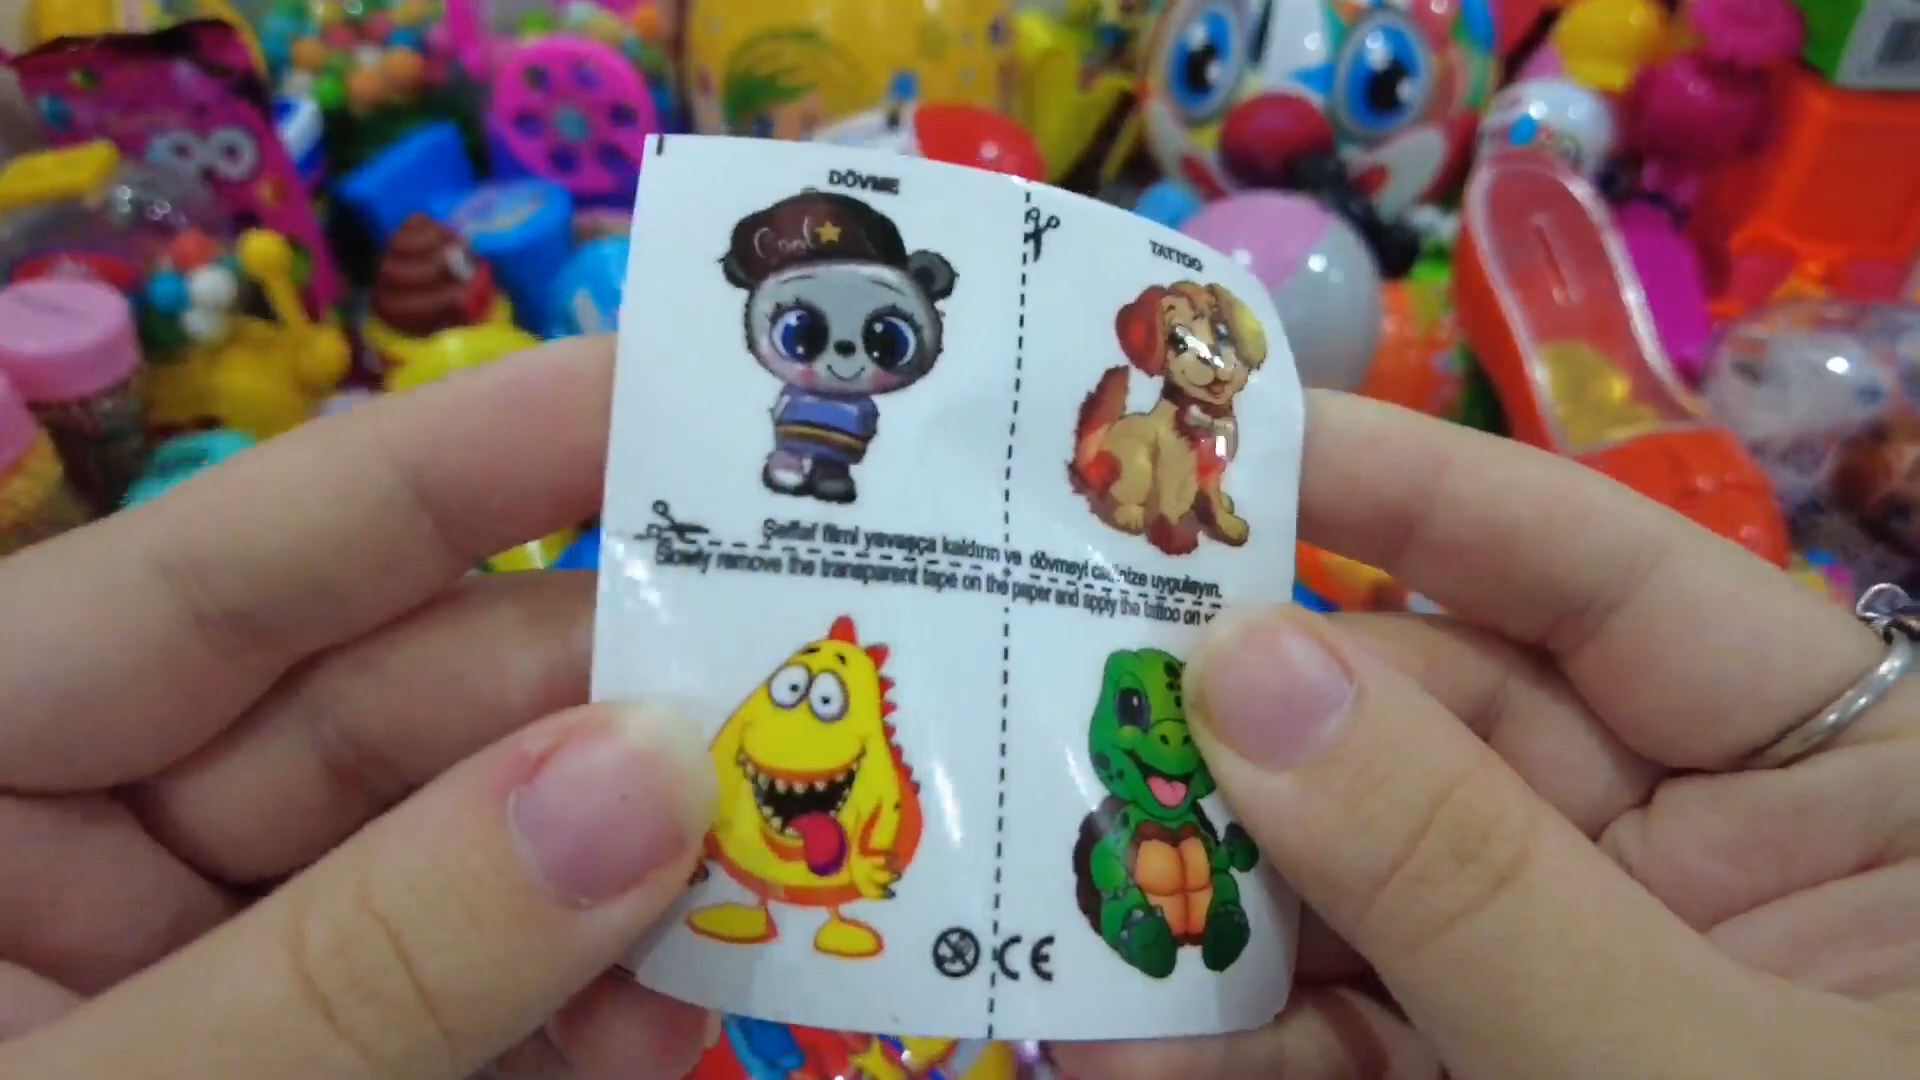 DÖVME
TATTOO
Cool
Şeffaf filmi yavaşça kaldırın ve dövmeyi cildinize uygulayın.
Slowly remove the transparent tape on the paper and apply the tattoo on
CE